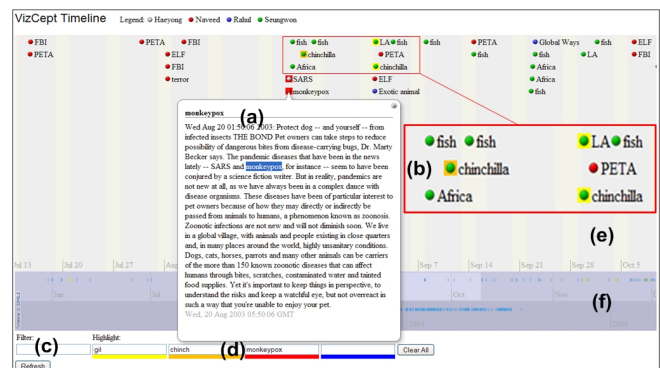 VizCept Timeline Legend: Haeyong Naveed Rahul Seungwon
FBI PETA FBI fish fish LA fish fish PETA Global Ways fish ELF
PETA ELF chinchilla PETA fish fish LA FBI
FBI Africa chinchilla Africa
terror SARS ELF Africa
monkeypox Exotic animal fish
(a)
monkeypox
Wed Aug 20 01:50:06 2003: Protect dog -- and yourself -- from
infected insects THE BOND Pet owners can take steps to reduce
possibility of dangerous bites from disease-carrying bugs, Dr. Marty
Becker says. The pandemic diseases that have been in the news
lately -- SARS and monkeypox, for instance -- seem to have been
conjured by a science fiction writer. But in reality, pandemics are
not new at all, as we have always been in a complex dance with
disease organisms. These diseases have been of particular interest to
pet owners because of how they may directly or indirectly be
passed from animals to humans, a phenomenon known as zoonosis.
Zoonotic infections are not new and will not diminish soon. We live
in a global village, with animals and people existing in close quarters
and, in many places around the world, highly unsanitary conditions.
Dogs, cats, horses, parrots and many other animals can be carriers
of the more than 150 known zoonotic diseases that can affect
humans through bites, scratches, contaminated water and tainted
food supplies. Yet it's important to keep things in perspective, to
understand the risks and keep a watchful eye, but not overreact in
such a way that you're unable to enjoy your pet.
Wed, 20 Aug 2003 05:50:06 GMT
fish fish LA fish
(b) chinchilla PETA
Africa chinchilla
(e)
Jul 13 Jul 20 Jul 27 Aug Sep 7 Sep 14 Sep 21 Sep 28 Oct 5
Jun Jul Oct Nov
(f)
2004 2005
Filter: Highlight:
(c) (d)
gil chinch monkeypox Clear All
Refresh